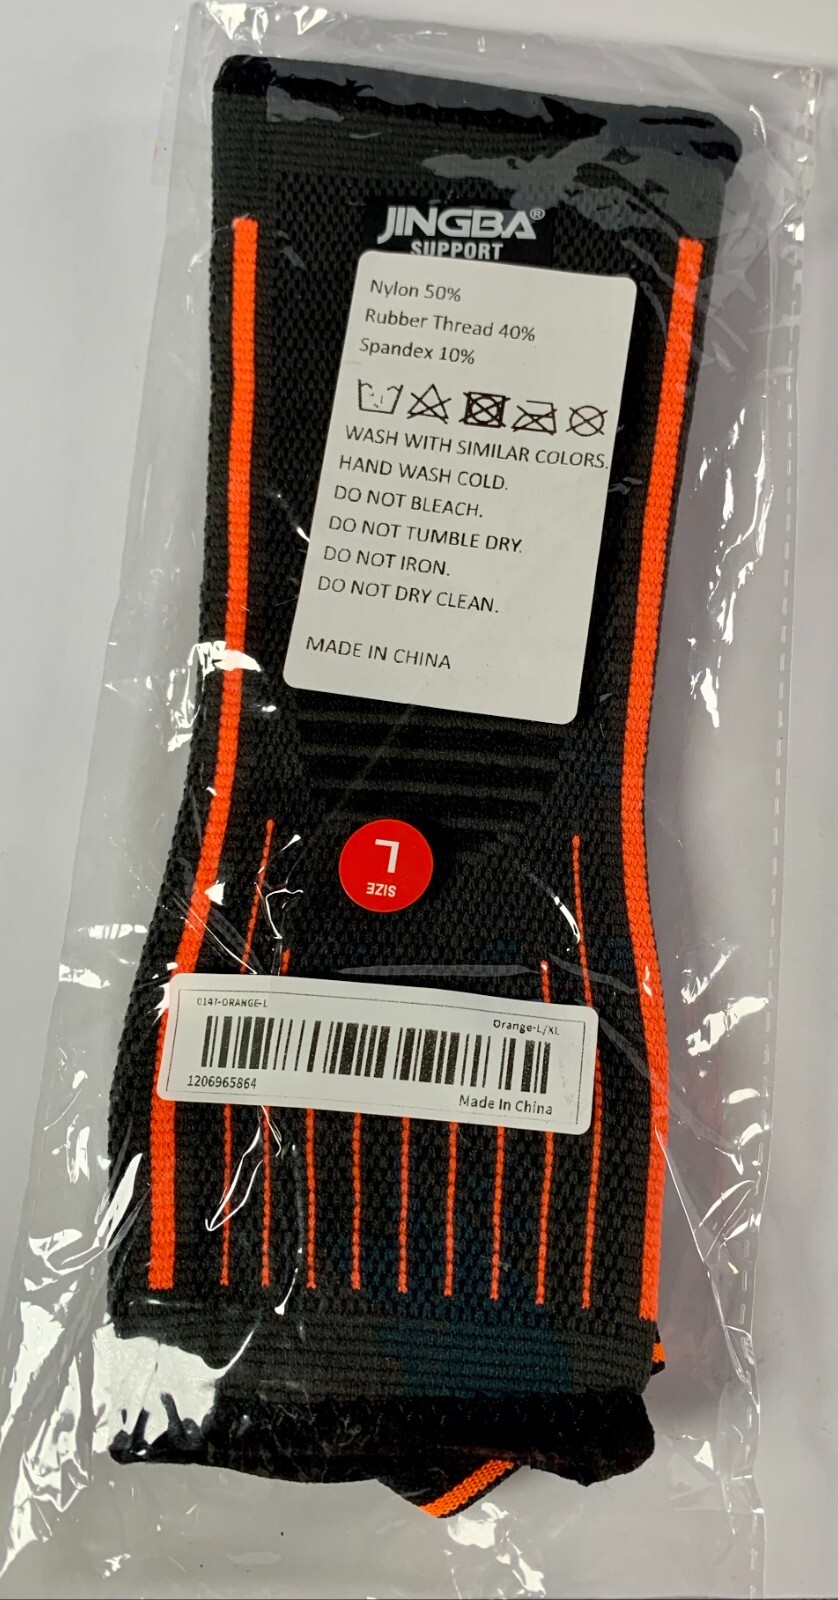 JINGBA®
SUPPORT
Nylon 50%
Rubber Thread 40%
Spandex 10%
WASH WITH SIMILAR COLORS.
HAND WASH COLD.
DO NOT BLEACH.
DO NOT TUMBLE DRY.
DO NOT IRON.
DO NOT DRY CLEAN.
MADE IN CHINA
SIZE
L
0147-ORANGE-L
Orange-L/XL
1206965864
Made In China